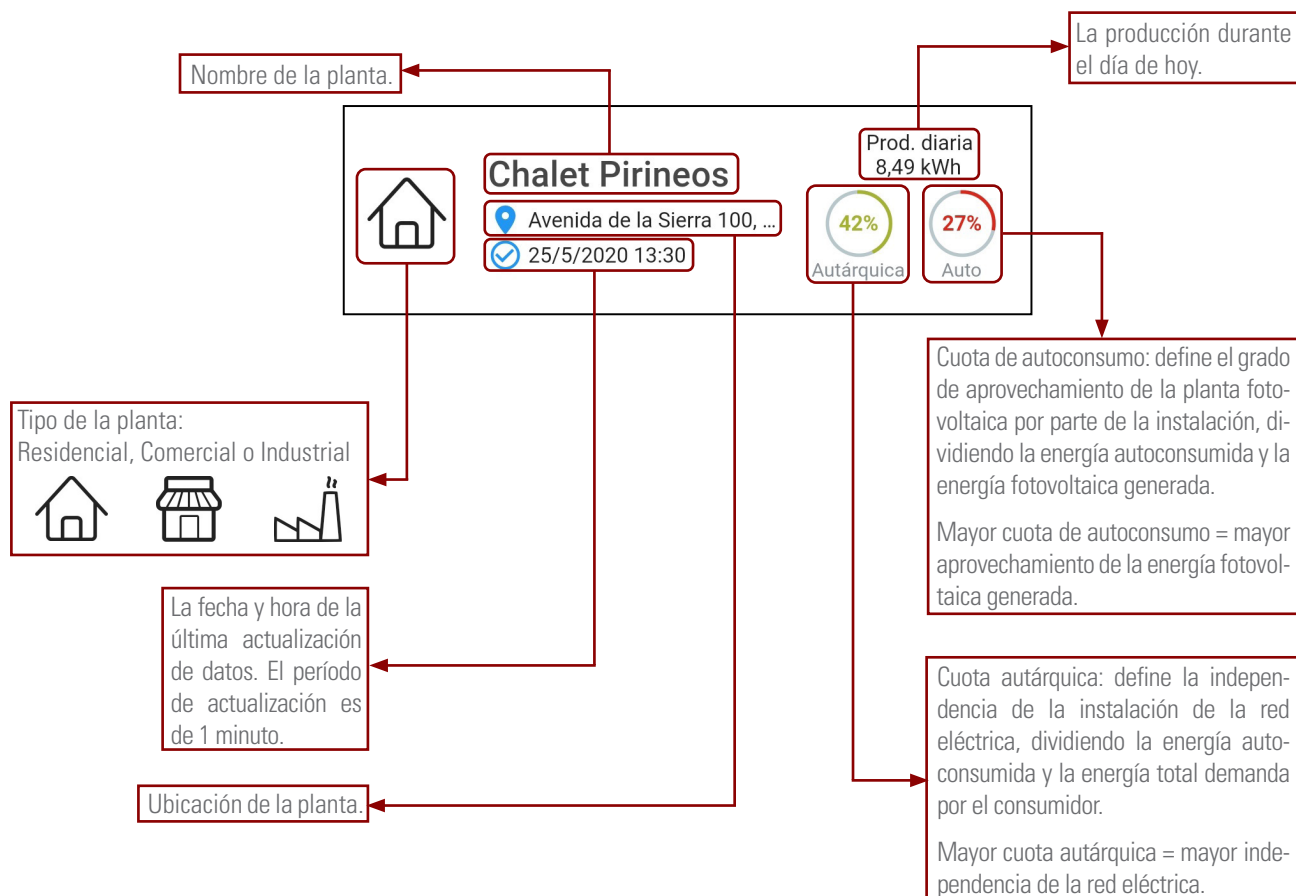 La producción durante
el día de hoy.
Nombre de la planta.
Prod. diaria
8,49 kWh
Chalet Pirineos
Avenida de la Sierra 100, ...
25/5/2020 13:30
42%
Autárquica
27%
Auto
Cuota de autoconsumo: define el grado
de aprovechamiento de la planta foto-
voltaica por parte de la instalación, di-
vidiendo la energía autoconsumida y la
energía fotovoltaica generada.
Mayor cuota de autoconsumo = mayor
aprovechamiento de la energía fotovol-
taica generada.
Tipo de la planta:
Residencial, Comercial o Industrial
La fecha y hora de la
última actualización
de datos. El período
de actualización es
de 1 minuto.
Ubicación de la planta.
Cuota autárquica: define la indepen-
dencia de la instalación de la red
eléctrica, dividiendo la energía auto-
consumida y la energía total demanda
por el consumidor.
Mayor cuota autárquica = mayor inde-
pendencia de la red eléctrica.